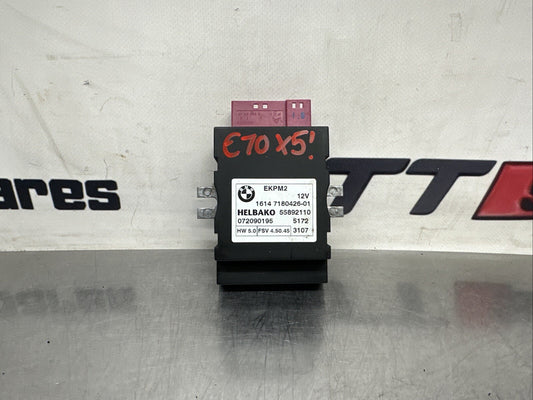 E70 X5!
EKPM2
12V
1614 7180426-01
HELBAKO 55892110
072090195 S172
HW 5.0 FSV 4.50.45 3107
ares
TT